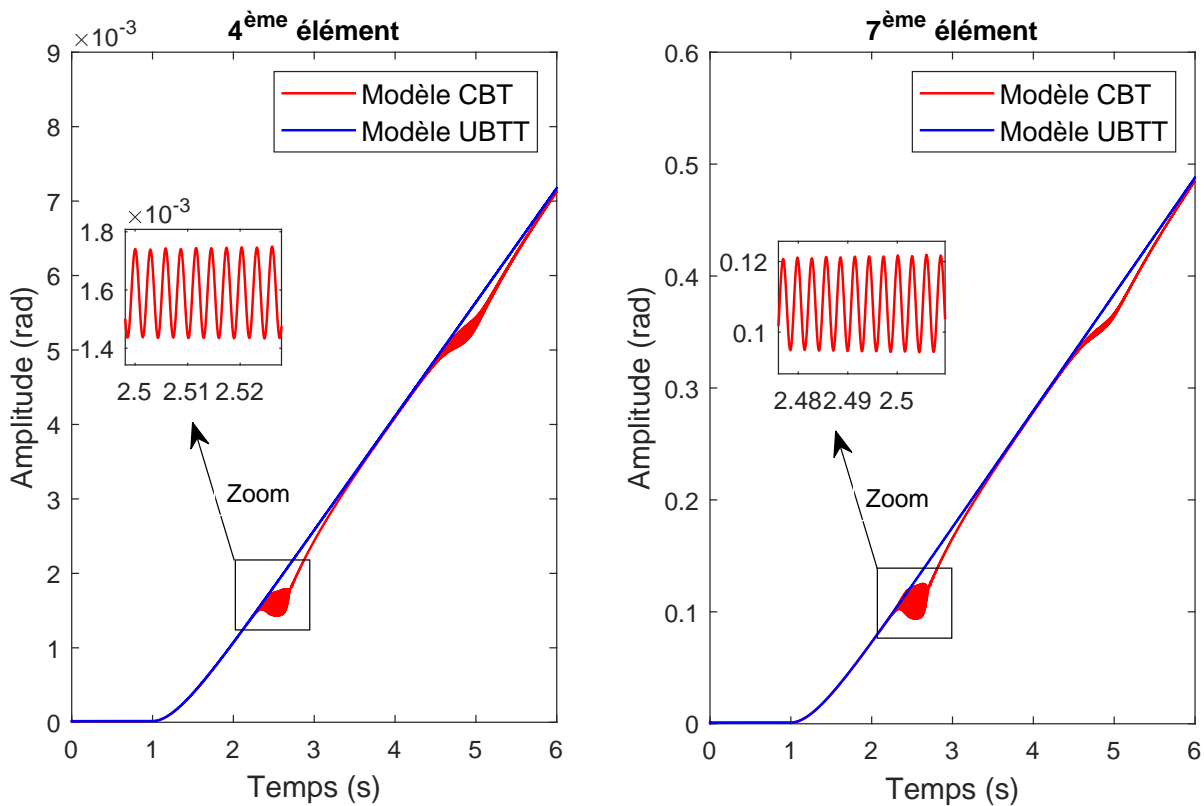 4ème élément
×10⁻³
9
8
7
6
5
4
3
2
1
0
0 1 2 3 4 5 6
Amplitude (rad)
Temps (s)
Modèle CBT
Modèle UBTT
×10⁻³
1.8
1.6
1.4
2.5 2.51 2.52
Zoom
7ème élément
0.6
0.5
0.4
0.3
0.2
0.1
0
0 1 2 3 4 5 6
Amplitude (rad)
Temps (s)
Modèle CBT
Modèle UBTT
0.12
0.1
2.48 2.49 2.5
Zoom